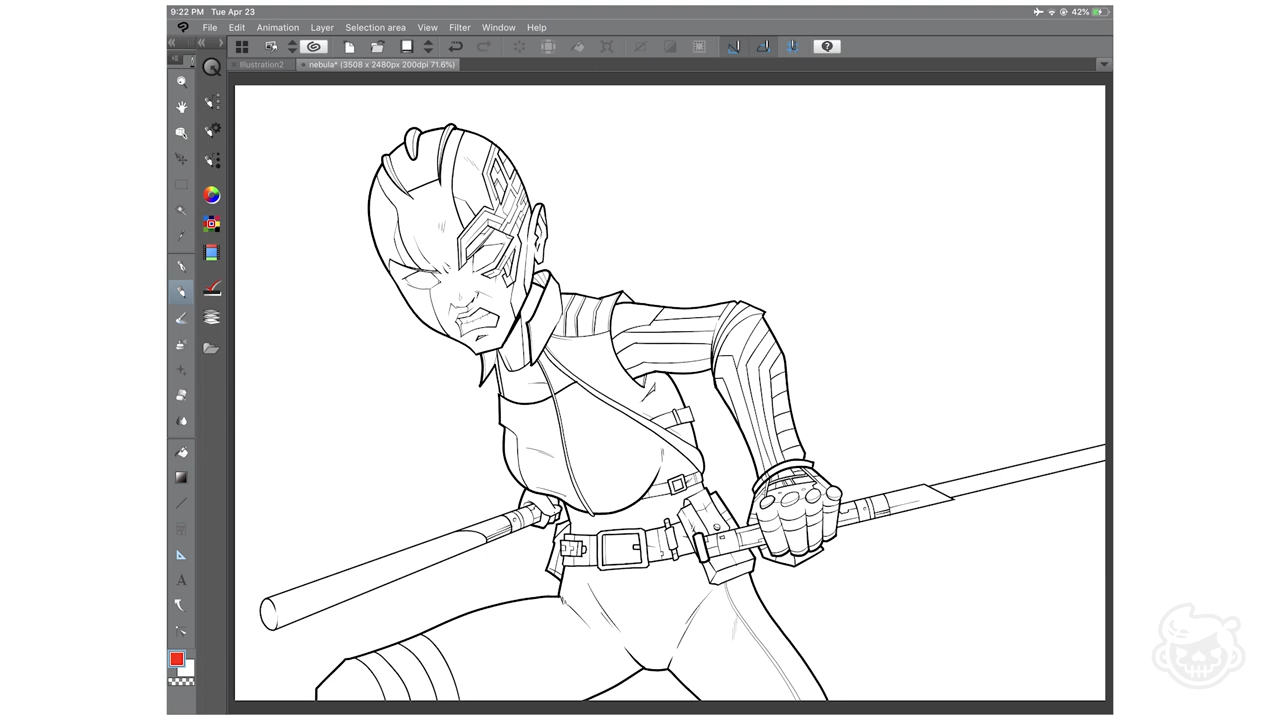 9:22 PM Tue Apr 23
42%
File Edit Animation Layer Selection area View Filter Window Help
Illustration2 nebula* (3508 x 2480px 200dpi 71.6%)